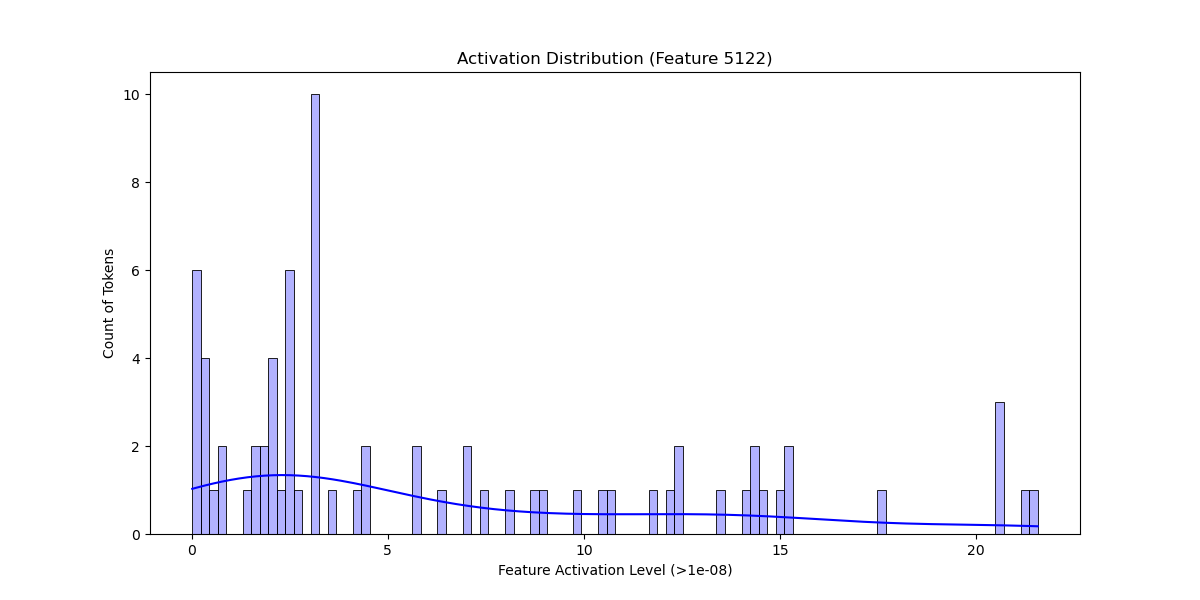 Activation Distribution (Feature 5122)
Count of Tokens
10
8
6
4
2
0
0 5 10 15 20
Feature Activation Level (>1e-08)